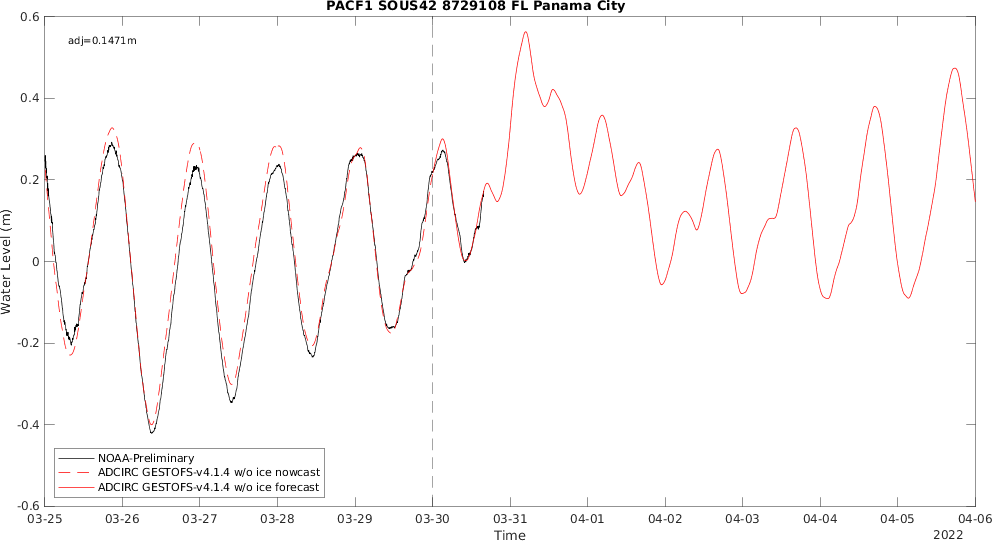 PACF1 SOUS42 8729108 FL Panama City
adj=0.1471m
0.6
0.4
0.2
0
-0.2
-0.4
-0.6
Water Level (m)
NOAA-Preliminary
ADCIRC GESTOFS-v4.1.4 w/o ice nowcast
ADCIRC GESTOFS-v4.1.4 w/o ice forecast
03-25 03-26 03-27 03-28 03-29 03-30 03-31 04-01 04-02 04-03 04-04 04-05 04-06
Time
2022